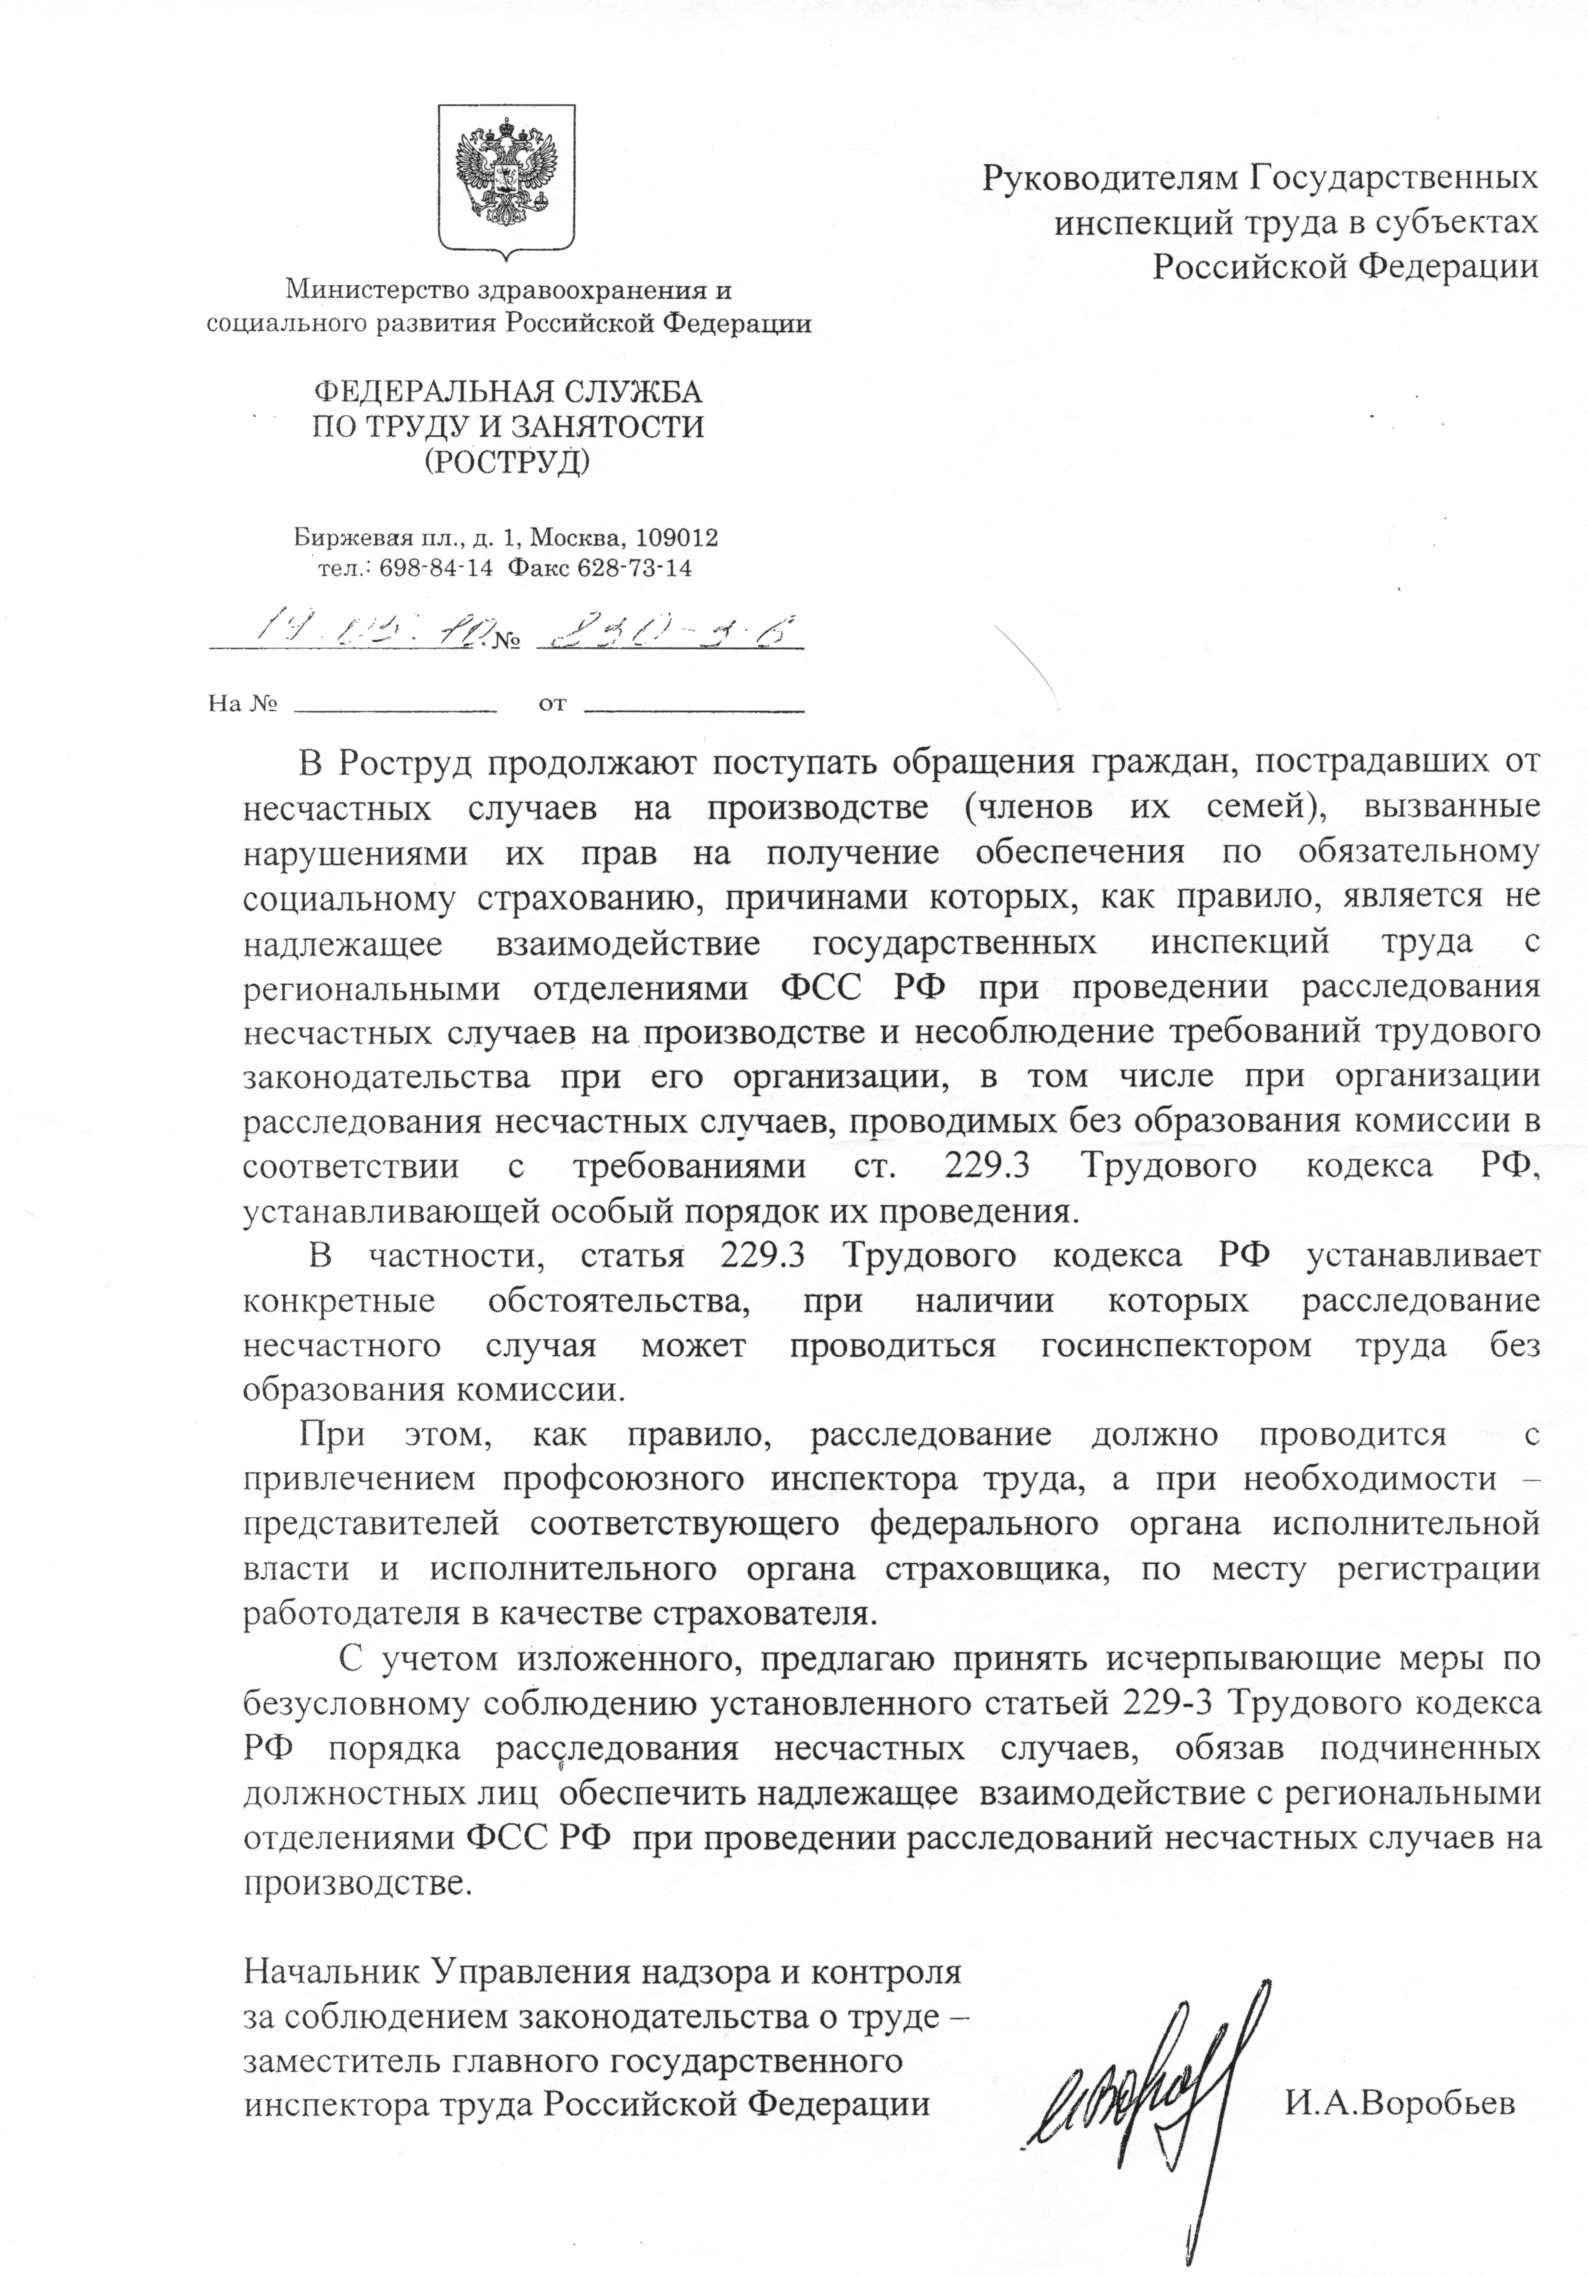 Министерство здравоохранения и
социального развития Российской Федерации
ФЕДЕРАЛЬНАЯ СЛУЖБА
ПО ТРУДУ И ЗАНЯТОСТИ
(РОСТРУД)
Биржевая пл., д. 1, Москва, 109012
тел.: 698-84-14 Факс 628-73-14
№ 230-3-6
На № от
Руководителям Государственных
инспекций труда в субъектах
Российской Федерации
В Роструд продолжают поступать обращения граждан, пострадавших от
несчастных случаев на производстве (членов их семей), вызванные
нарушениями их прав на получение обеспечения по обязательному
социальному страхованию, причинами которых, как правило, является не
надлежащее взаимодействие государственных инспекций труда с
региональными отделениями ФСС РФ при проведении расследования
несчастных случаев на производстве и несоблюдение требований трудового
законодательства при его организации, в том числе при организации
расследования несчастных случаев, проводимых без образования комиссии в
соответствии с требованиями ст. 229.3 Трудового кодекса РФ,
устанавливающей особый порядок их проведения.
В частности, статья 229.3 Трудового кодекса РФ устанавливает
конкретные обстоятельства, при наличии которых расследование
несчастного случая может проводиться госинспектором труда без
образования комиссии.
При этом, как правило, расследование должно проводится с
привлечением профсоюзного инспектора труда, а при необходимости –
представителей соответствующего федерального органа исполнительной
власти и исполнительного органа страховщика, по месту регистрации
работодателя в качестве страхователя.
С учетом изложенного, предлагаю принять исчерпывающие меры по
безусловному соблюдению установленного статьей 229-3 Трудового кодекса
РФ порядка расследования несчастных случаев, обязав подчиненных
должностных лиц обеспечить надлежащее взаимодействие с региональными
отделениями ФСС РФ при проведении расследований несчастных случаев на
производстве.
Начальник Управления надзора и контроля
за соблюдением законодательства о труде –
заместитель главного государственного
инспектора труда Российской Федерации
И.А.Воробьев